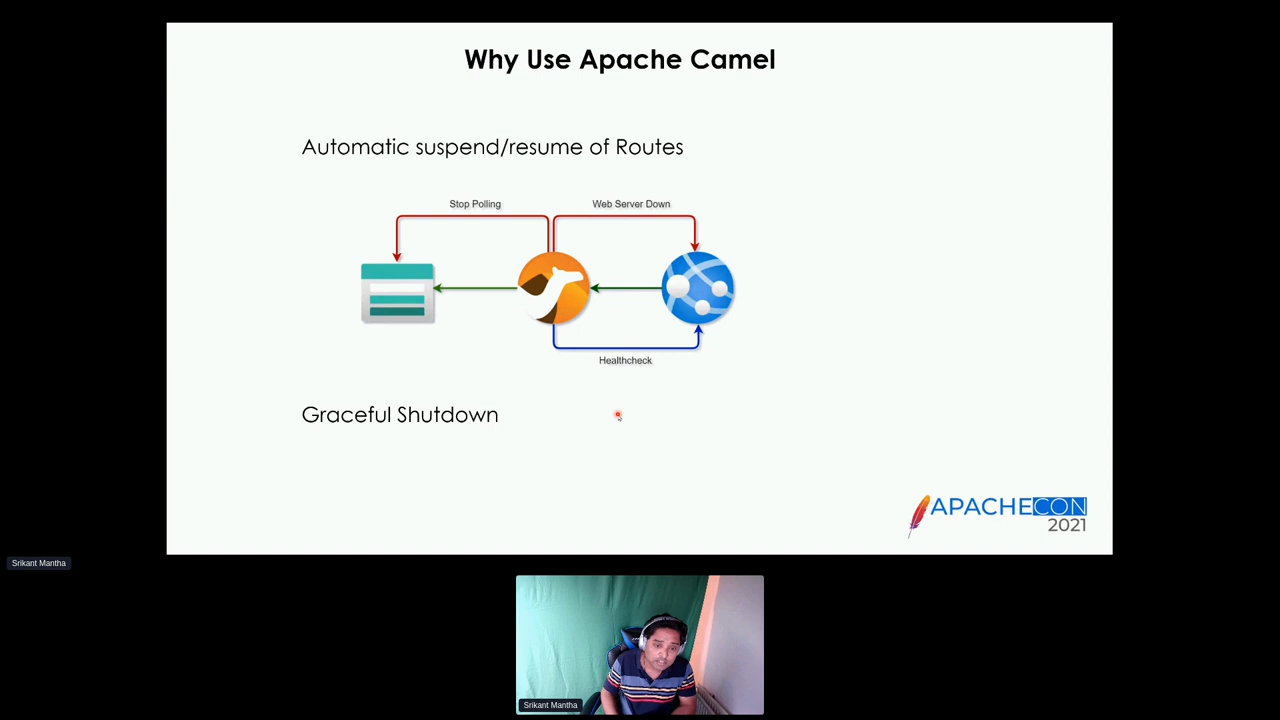 Why Use Apache Camel
Automatic suspend/resume of Routes
Stop Polling
Web Server Down
Healthcheck
Graceful Shutdown
APACHECON
2021
Srikant Mantha
Srikant Mantha